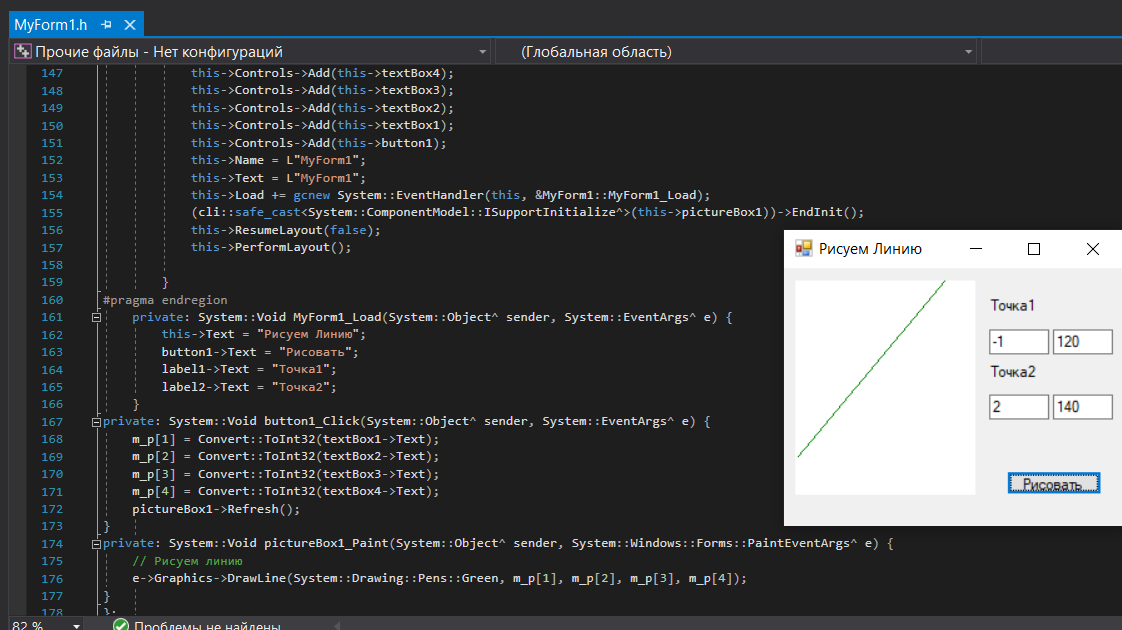 MyForm1.h
Прочие файлы - Нет конфигураций
(Глобальная область)
147 this->Controls->Add(this->textBox4);
148 this->Controls->Add(this->textBox3);
149 this->Controls->Add(this->textBox2);
150 this->Controls->Add(this->textBox1);
151 this->Controls->Add(this->button1);
152 this->Name = L"MyForm1";
153 this->Text = L"MyForm1";
154 this->Load += gcnew System::EventHandler(this, &MyForm1::MyForm1_Load);
155 (cli::safe_cast<System::ComponentModel::ISupportInitialize^>(this->pictureBox1))->EndInit();
156 this->ResumeLayout(false);
157 this->PerformLayout();
158
159 }
160 #pragma endregion
161 private: System::Void MyForm1_Load(System::Object^ sender, System::EventArgs^ e) {
162 this->Text = "Рисуем Линию";
163 button1->Text = "Рисовать";
164 label1->Text = "Точка1";
165 label2->Text = "Точка2";
166 }
167 private: System::Void button1_Click(System::Object^ sender, System::EventArgs^ e) {
168 m_p[1] = Convert::ToInt32(textBox1->Text);
169 m_p[2] = Convert::ToInt32(textBox2->Text);
170 m_p[3] = Convert::ToInt32(textBox3->Text);
171 m_p[4] = Convert::ToInt32(textBox4->Text);
172 pictureBox1->Refresh();
173 }
174 private: System::Void pictureBox1_Paint(System::Object^ sender, System::Windows::Forms::PaintEventArgs^ e) {
175 // Рисуем линию
176 e->Graphics->DrawLine(System::Drawing::Pens::Green, m_p[1], m_p[2], m_p[3], m_p[4]);
177 }
178 };
82 %
Проблемы не найдены
Рисуем Линию
Точка1
-1 120
Точка2
2 140
Рисовать